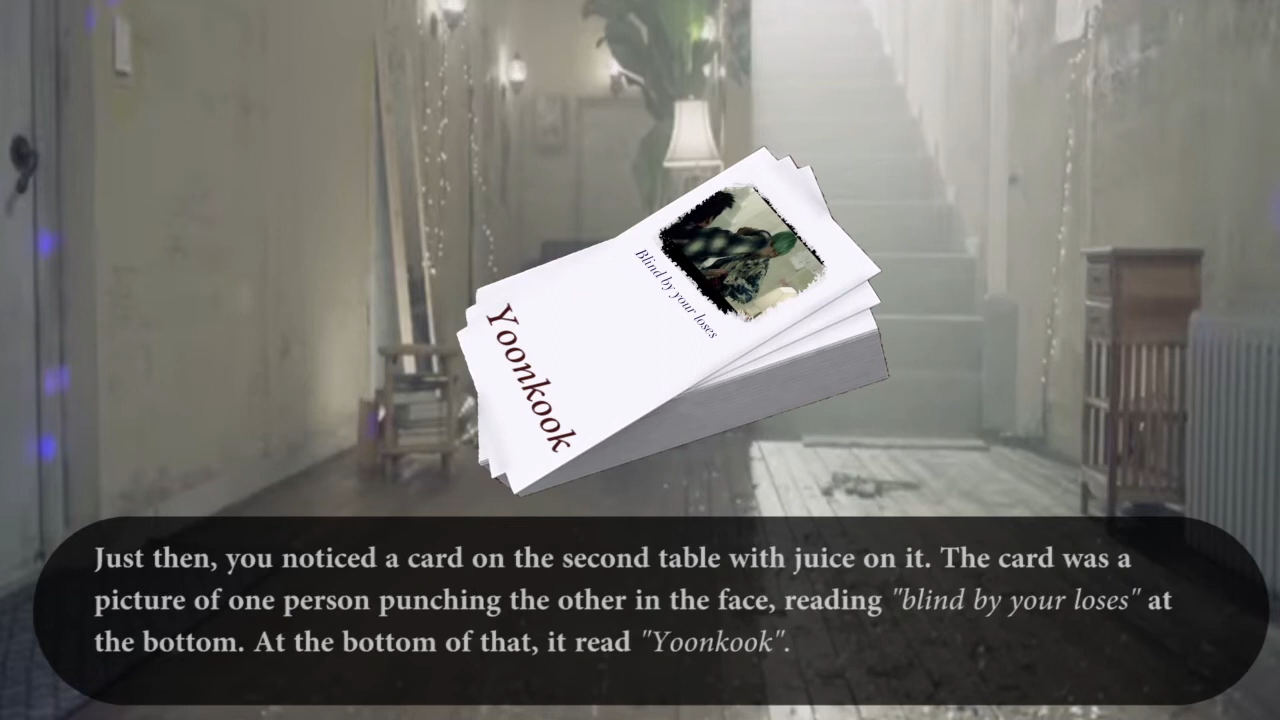 Blind by your loses
Yoonkook
Just then, you noticed a card on the second table with juice on it. The card was a
picture of one person punching the other in the face, reading "blind by your loses" at
the bottom. At the bottom of that, it read "Yoonkook".